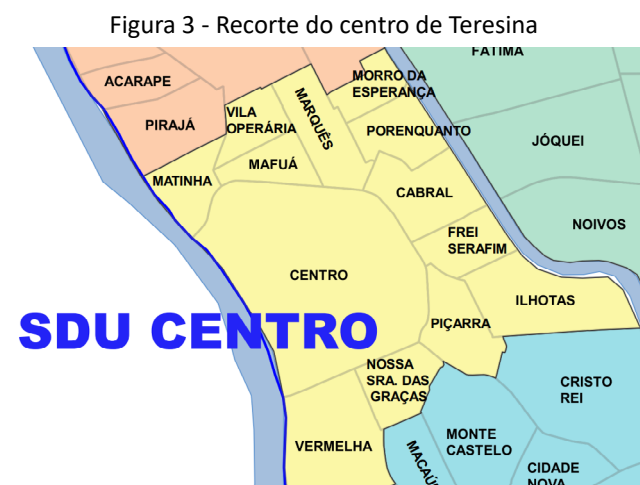 Figura 3 - Recorte do centro de Teresina
FÁTIMA
ACARAPE
MORRO DA
ESPERANÇA
PIRAJÁ
VILA
OPERÁRIA
MARQUÊS
PORENQUANTO
JÓQUEI
MAFUÁ
MATINHA
CABRAL
NOIVOS
FREI
SERAFIM
CENTRO
ILHOTAS
SDU CENTRO
PIÇARRA
NOSSA
SRA. DAS
GRAÇAS
CRISTO
REI
VERMELHA
MONTE
CASTELO
CIDADE
NOVA